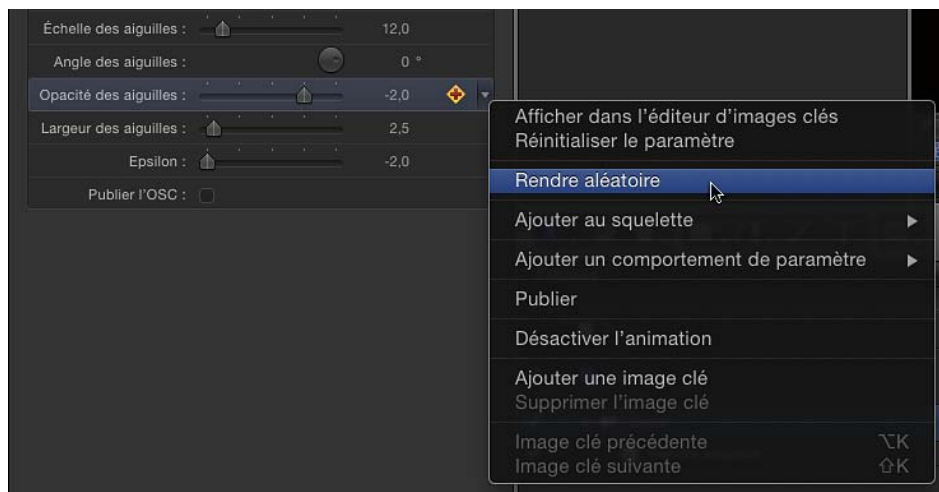 Échelle des aiguilles : 12,0
Angle des aiguilles : 0 °
Opacité des aiguilles : -2,0
Largeur des aiguilles : 2,5
Epsilon : -2,0
Publier l’OSC :
Afficher dans l’éditeur d’images clés
Réinitialiser le paramètre
Rendre aléatoire
Ajouter au squelette
Ajouter un comportement de paramètre
Publier
Désactiver l’animation
Ajouter une image clé
Supprimer l’image clé
Image clé précédente ⌥K
Image clé suivante ⇧K